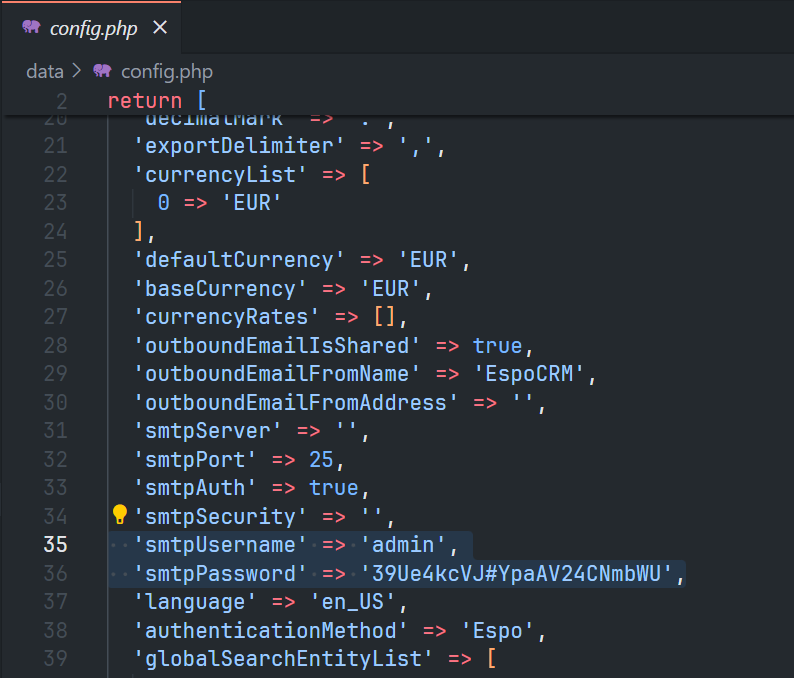 config.php ×
data > config.php
2 return [
20 'decimalMark' => '.',
21 'exportDelimiter' => ',',
22 'currencyList' => [
23 0 => 'EUR'
24 ],
25 'defaultCurrency' => 'EUR',
26 'baseCurrency' => 'EUR',
27 'currencyRates' => [],
28 'outboundEmailIsShared' => true,
29 'outboundEmailFromName' => 'EspoCRM',
30 'outboundEmailFromAddress' => '',
31 'smtpServer' => '',
32 'smtpPort' => 25,
33 'smtpAuth' => true,
34 'smtpSecurity' => '',
35 'smtpUsername' => 'admin',
36 'smtpPassword' => '39Ue4kcVJ#YpaAV24CNmbWU',
37 'language' => 'en_US',
38 'authenticationMethod' => 'Espo',
39 'globalSearchEntityList' => [